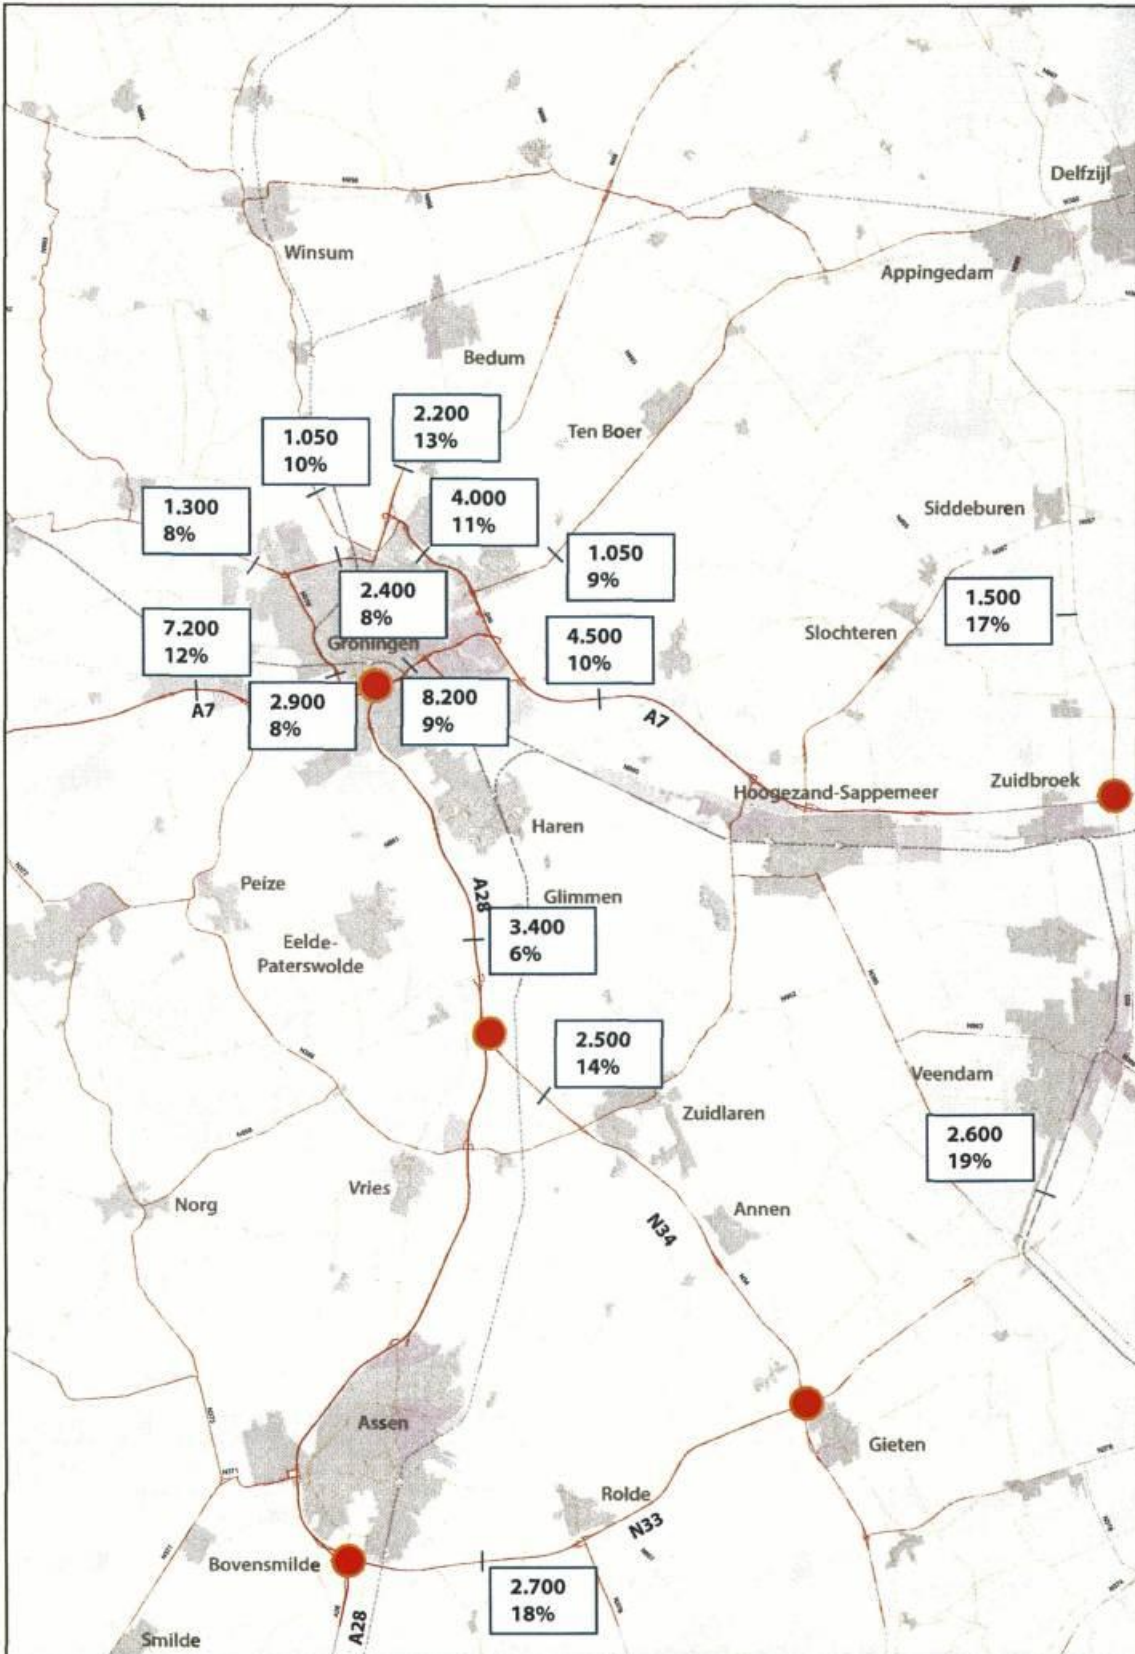 Delfzijl
Winsum
Appingedam
Bedum
2.200
13%
1.050
10%
Ten Boer
4.000
11%
1.300
8%
Siddeburen
1.050
9%
2.400
8%
1.500
17%
7.200
12%
Groningen
4.500
10%
Slochteren
A7
2.900
8%
8.200
9%
A7
Hoogezand-Sappemeer
Zuidbroek
Haren
Peize
A28
Glimmen
Eelde-
Paterswolde
3.400
6%
2.500
14%
Veendam
Zuidlaren
2.600
19%
Vries
Norg
Annen
N34
Assen
Gieten
Rolde
N33
Bovensmilde
2.700
18%
A28
Smilde